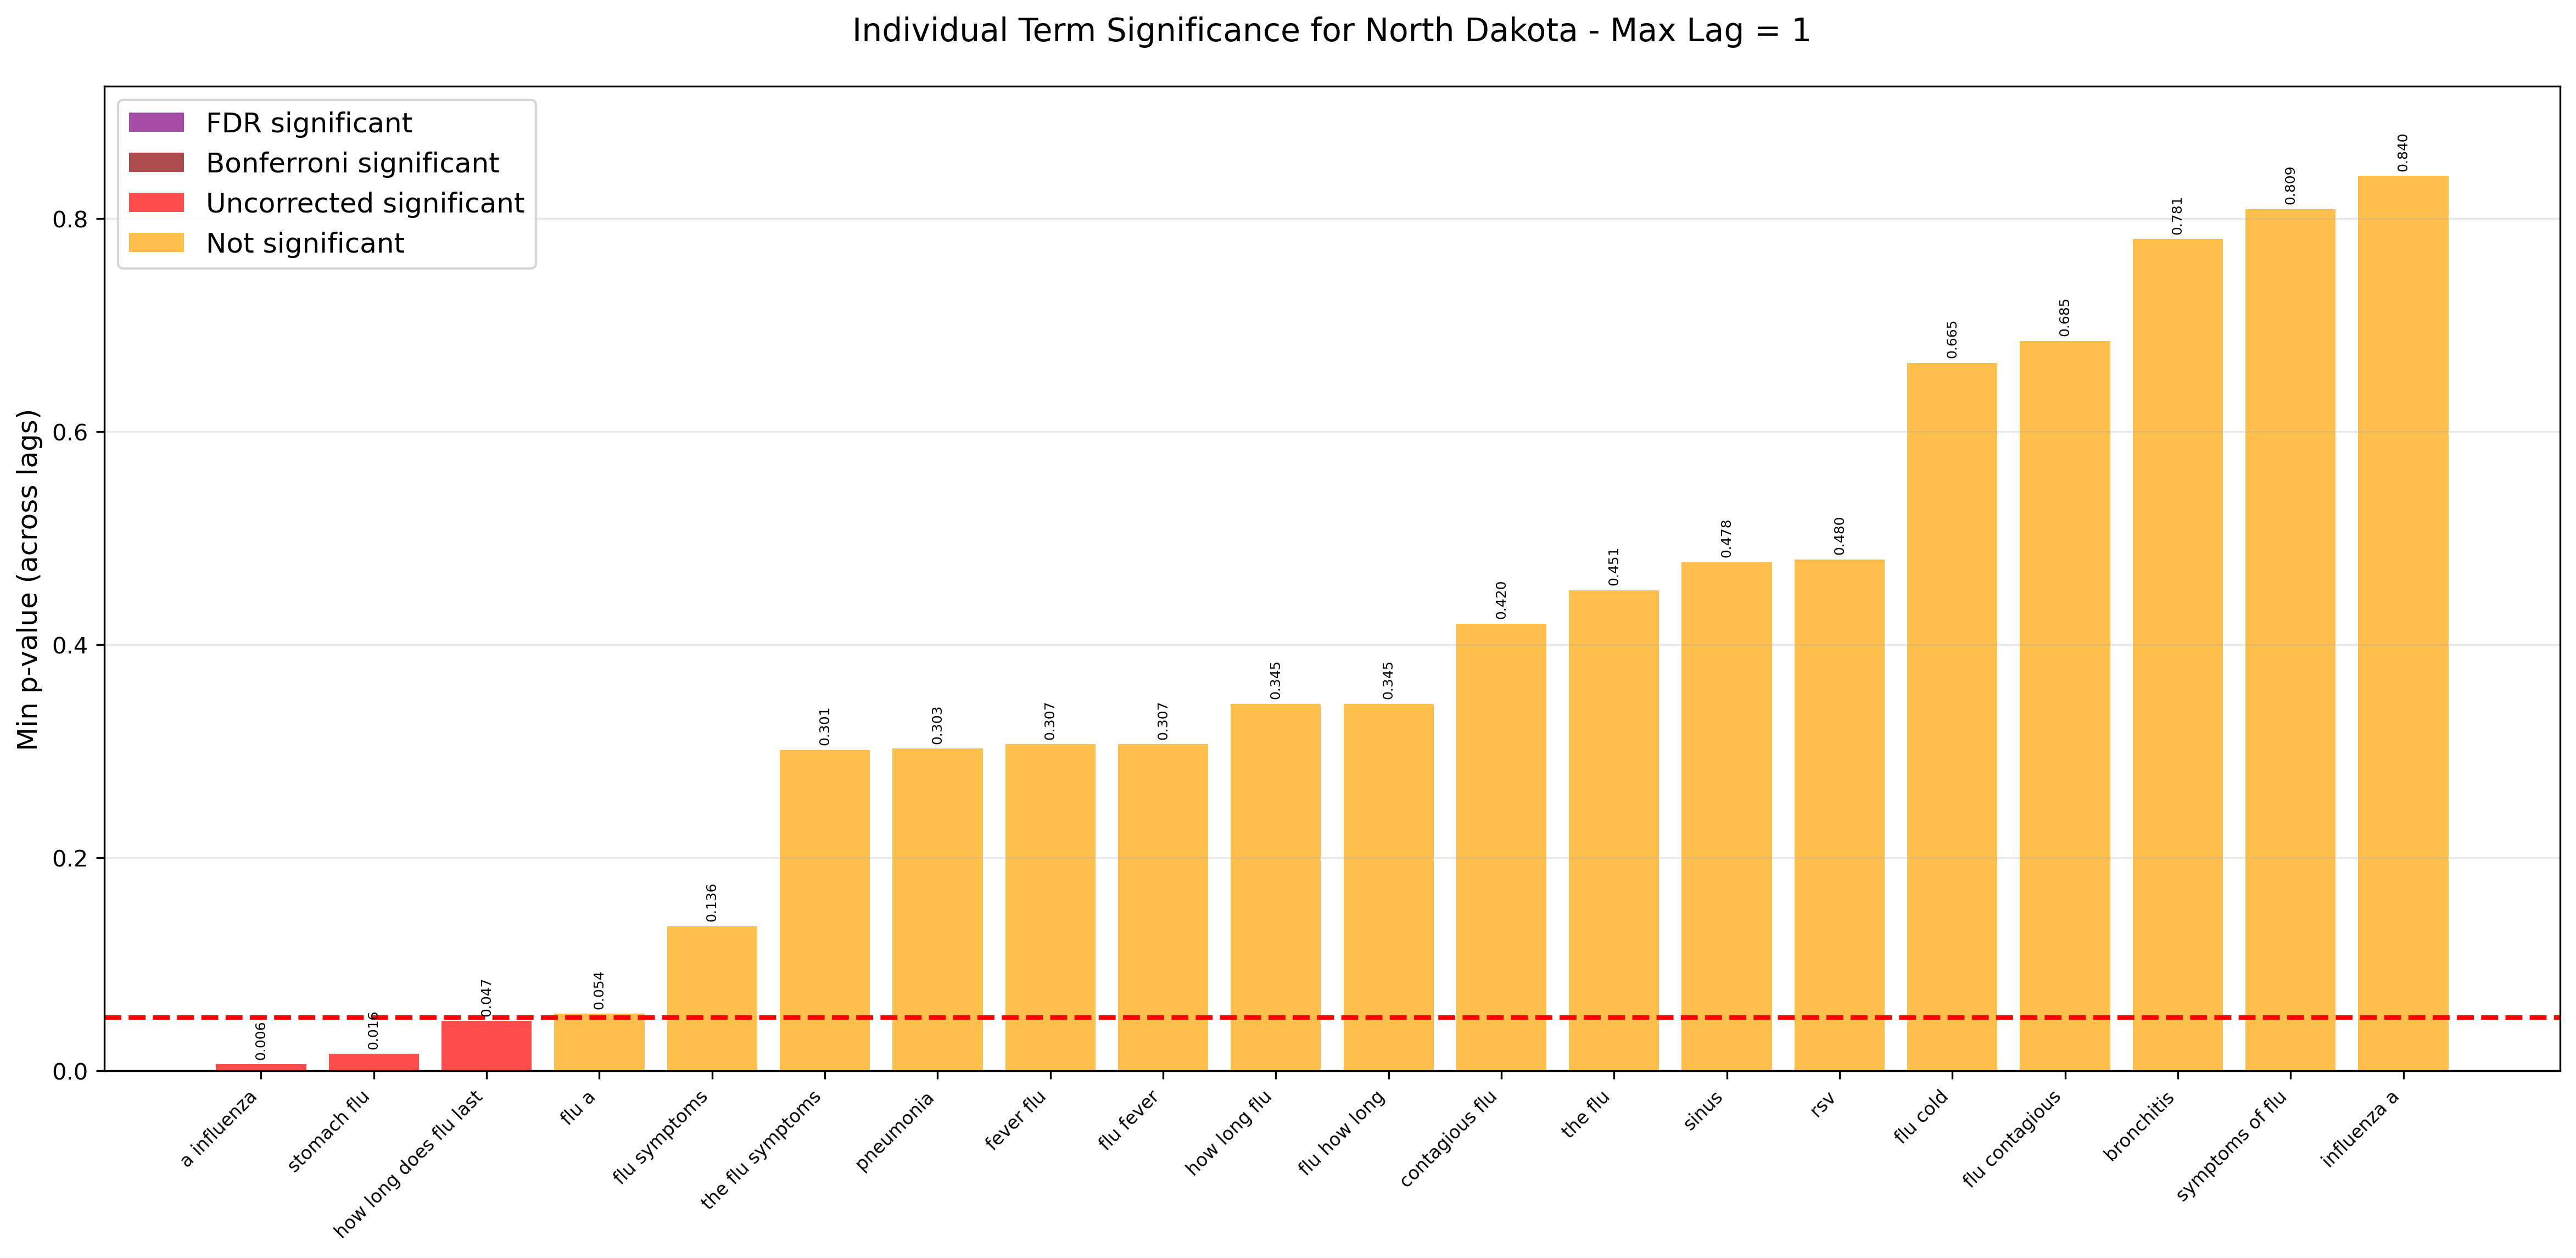 Individual Term Significance for North Dakota - Max Lag = 1
FDR significant
Bonferroni significant
Uncorrected significant
Not significant
Min p-value (across lags)
0.8
0.6
0.4
0.2
0.0
0.006
0.016
0.047
0.054
0.136
0.301
0.303
0.307
0.307
0.345
0.345
0.420
0.451
0.478
0.480
0.665
0.685
0.781
0.809
0.840
a influenza
stomach flu
how long does flu last
flu a
flu symptoms
the flu symptoms
pneumonia
fever flu
flu fever
how long flu
flu how long
contagious flu
the flu
sinus
rsv
flu cold
flu contagious
bronchitis
symptoms of flu
influenza a